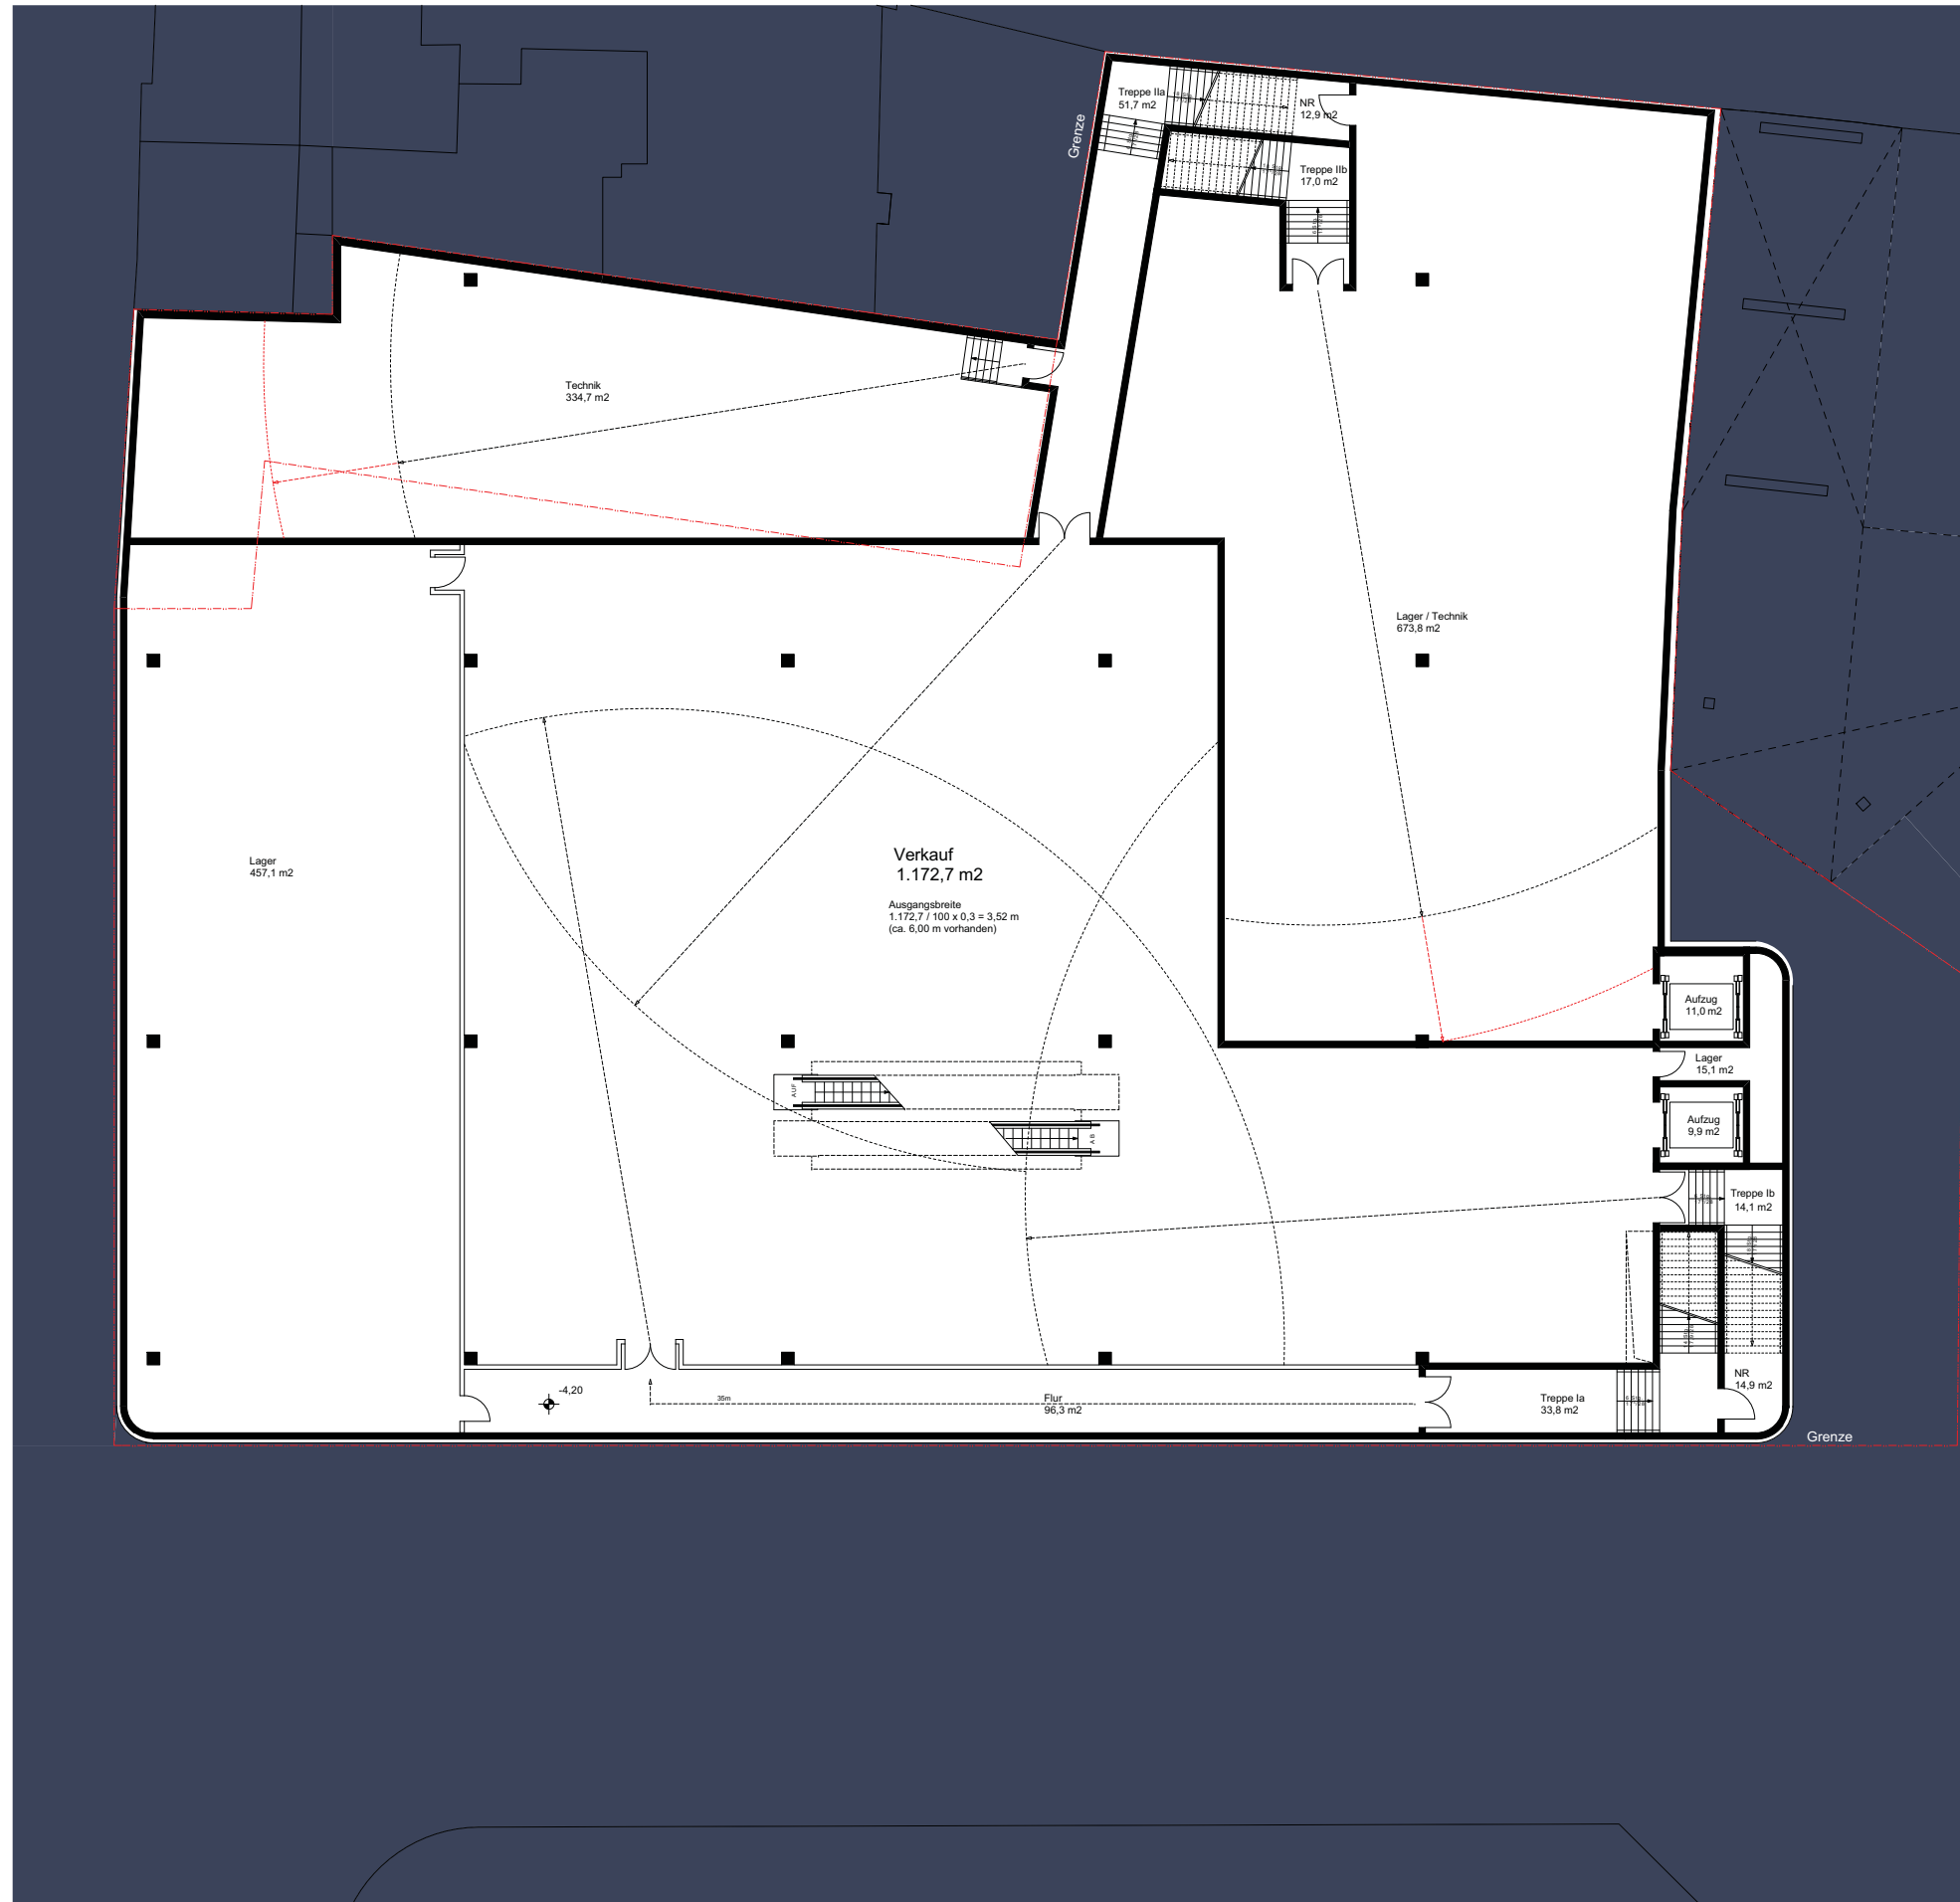 Treppe IIa
51,7 m2
NR
12,9 m2
Grenze
Treppe IIb
17,0 m2
Technik
334,7 m2
Lager / Technik
673,8 m2
Verkauf
1.172,7 m2
Lager
457,1 m2
Ausgangsbreite
1.172,7 / 100 x 0,3 = 3,52 m
(ca. 6,00 m vorhanden)
Aufzug
11,0 m2
Lager
15,1 m2
AUF
Aufzug
9,9 m2
AB
Treppe Ib
14,1 m2
NR
14,9 m2
-4,20
35m
Flur
96,3 m2
Treppe Ia
33,8 m2
Grenze